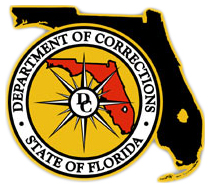 DEPARTMENT OF CORRECTIONS
STATE OF FLORIDA
DC